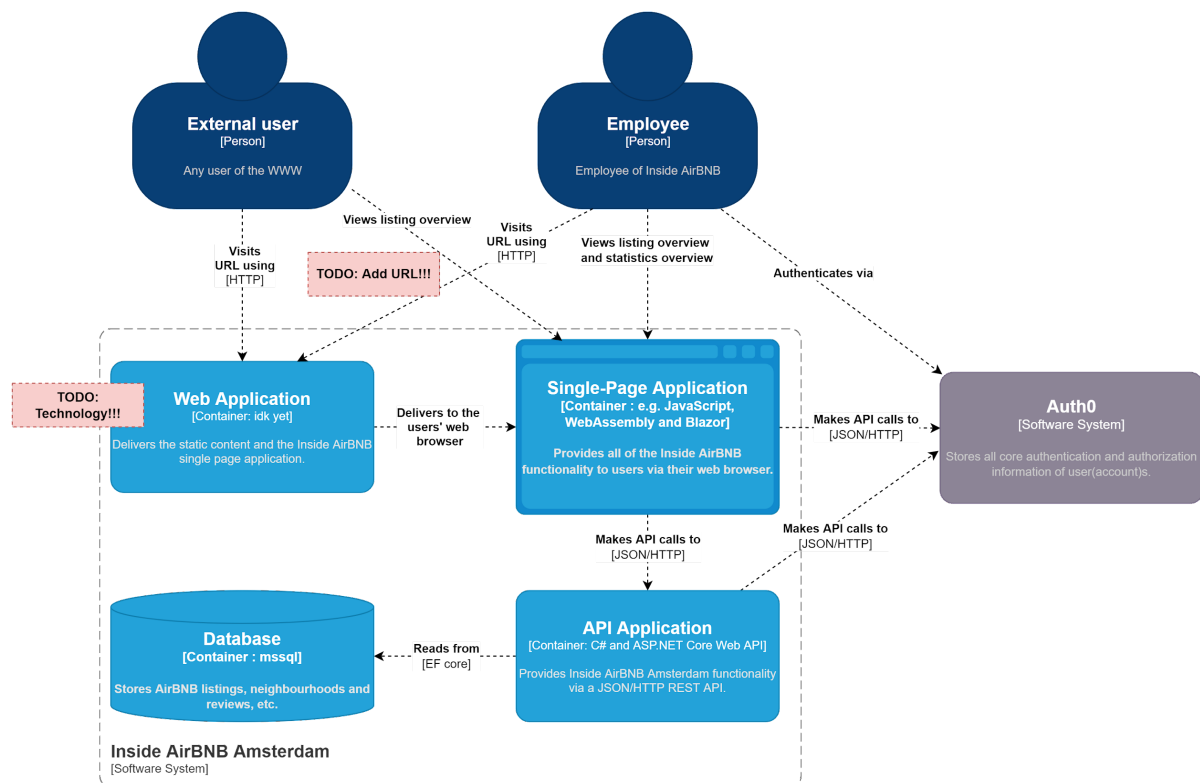 External user
[Person]
Any user of the WWW
Employee
[Person]
Employee of Inside AirBNB
Views listing overview
Visits
URL using
[HTTP]
Visits
URL using
[HTTP]
Views listing overview
and statistics overview
Authenticates via
TODO: Add URL!!!
TODO:
Technology!!!
Web Application
[Container: idk yet]
Delivers the static content and the Inside AirBNB
single page application.
Delivers to the
users' web
browser
Single-Page Application
[Container : e.g. JavaScript,
WebAssembly and Blazor]
Provides all of the Inside AirBNB
functionality to users via their web browser.
Makes API calls to
[JSON/HTTP]
Auth0
[Software System]
Stores all core authentication and authorization
information of user(account)s.
Makes API calls to
[JSON/HTTP]
Makes API calls to
[JSON/HTTP]
Database
[Container : mssql]
Stores AirBNB listings, neighbourhoods and
reviews, etc.
Reads from
[EF core]
API Application
[Container: C# and ASP.NET Core Web API]
Provides Inside AirBNB Amsterdam functionality
via a JSON/HTTP REST API.
Inside AirBNB Amsterdam
[Software System]